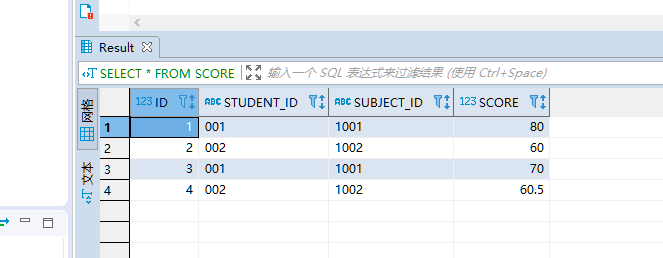 Result
SELECT * FROM SCORE 输入一个 SQL 表达式来过滤结果 (使用 Ctrl+Space)
网格
文本
123 ID ABC STUDENT_ID ABC SUBJECT_ID 123 SCORE
1 1 001 1001 80
2 2 002 1002 60
3 3 001 1001 70
4 4 002 1002 60.5